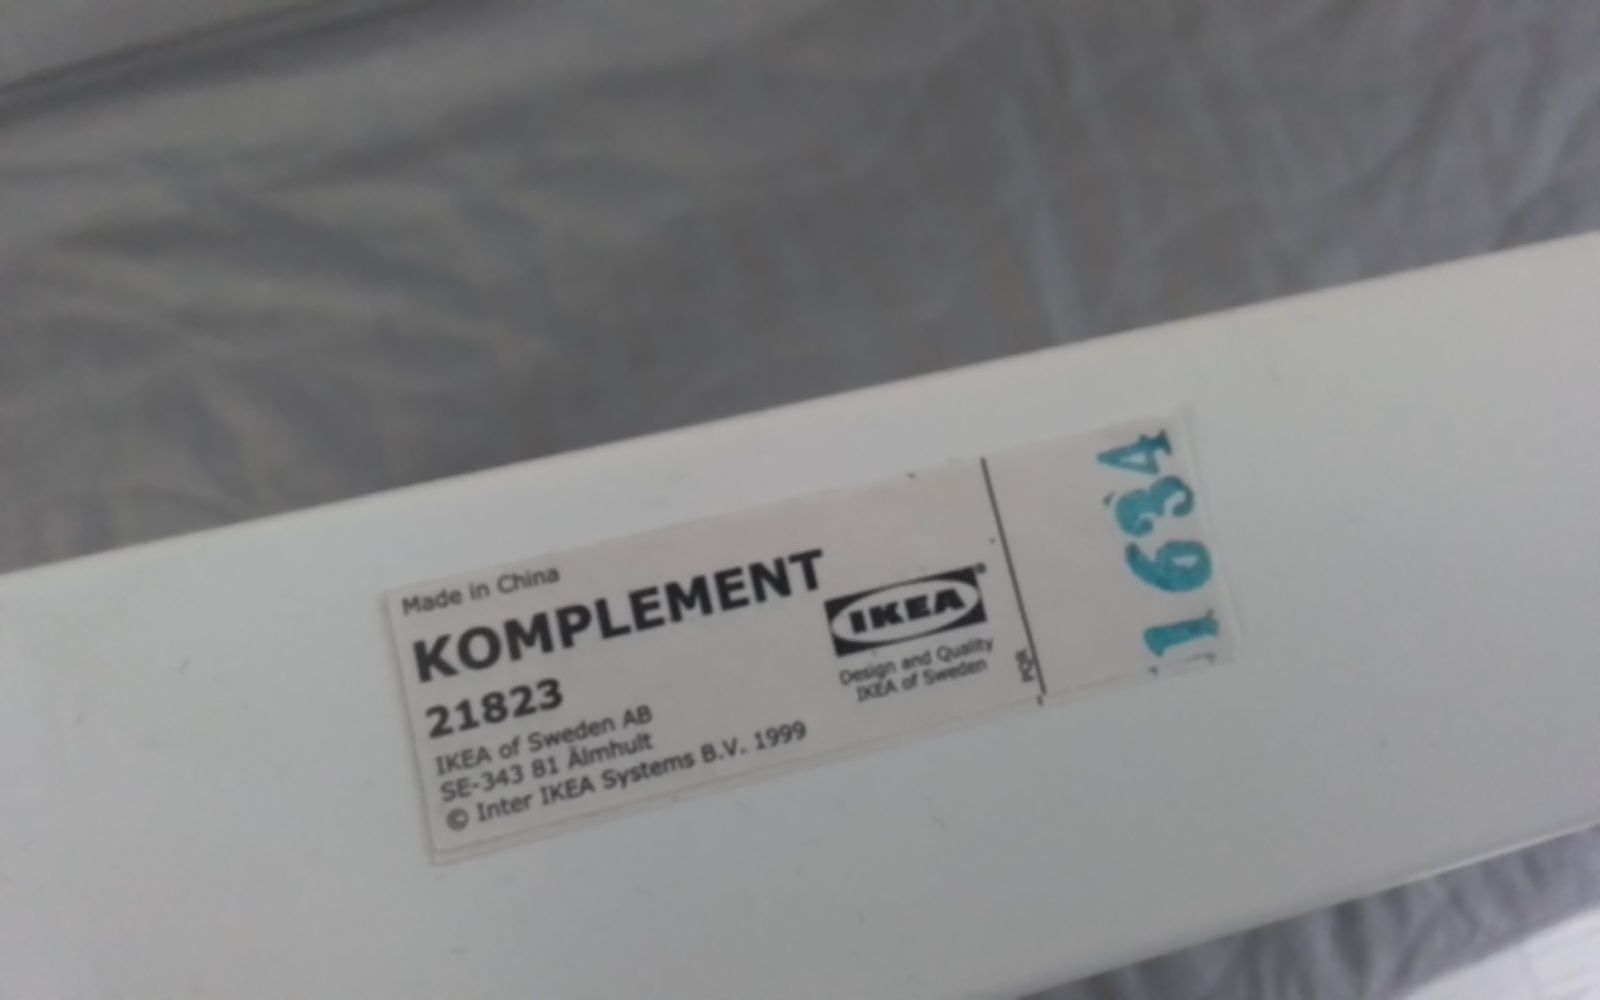 Made in China
KOMPLEMENT
21823
IKEA of Sweden AB
SE-343 81 Älmhult
© Inter IKEA Systems B.V. 1999
IKEA®
Design and Quality
IKEA of Sweden
1634